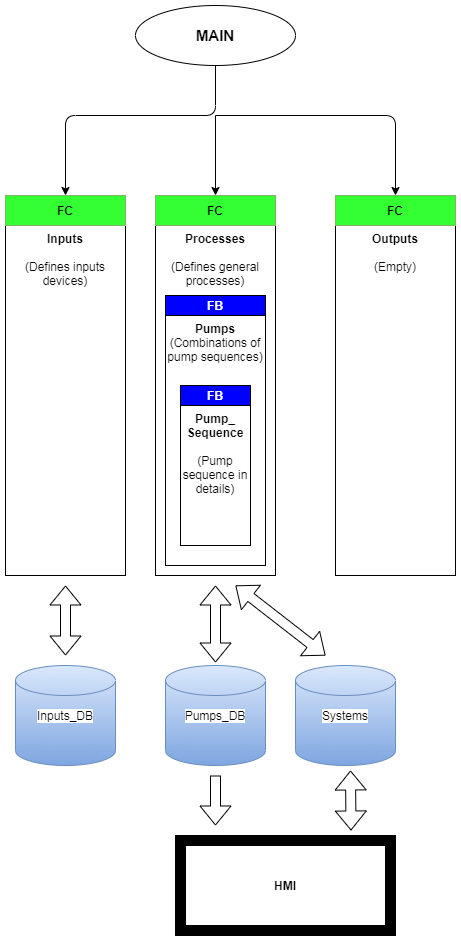 MAIN
FC
Inputs
(Defines inputs
devices)
FC
Processes
(Defines general
processes)
FB
Pumps
(Combinations of
pump sequences)
FB
Pump_
Sequence
(Pump
sequence in
details)
FC
Outputs
(Empty)
Inputs_DB
Pumps_DB
Systems
HMI